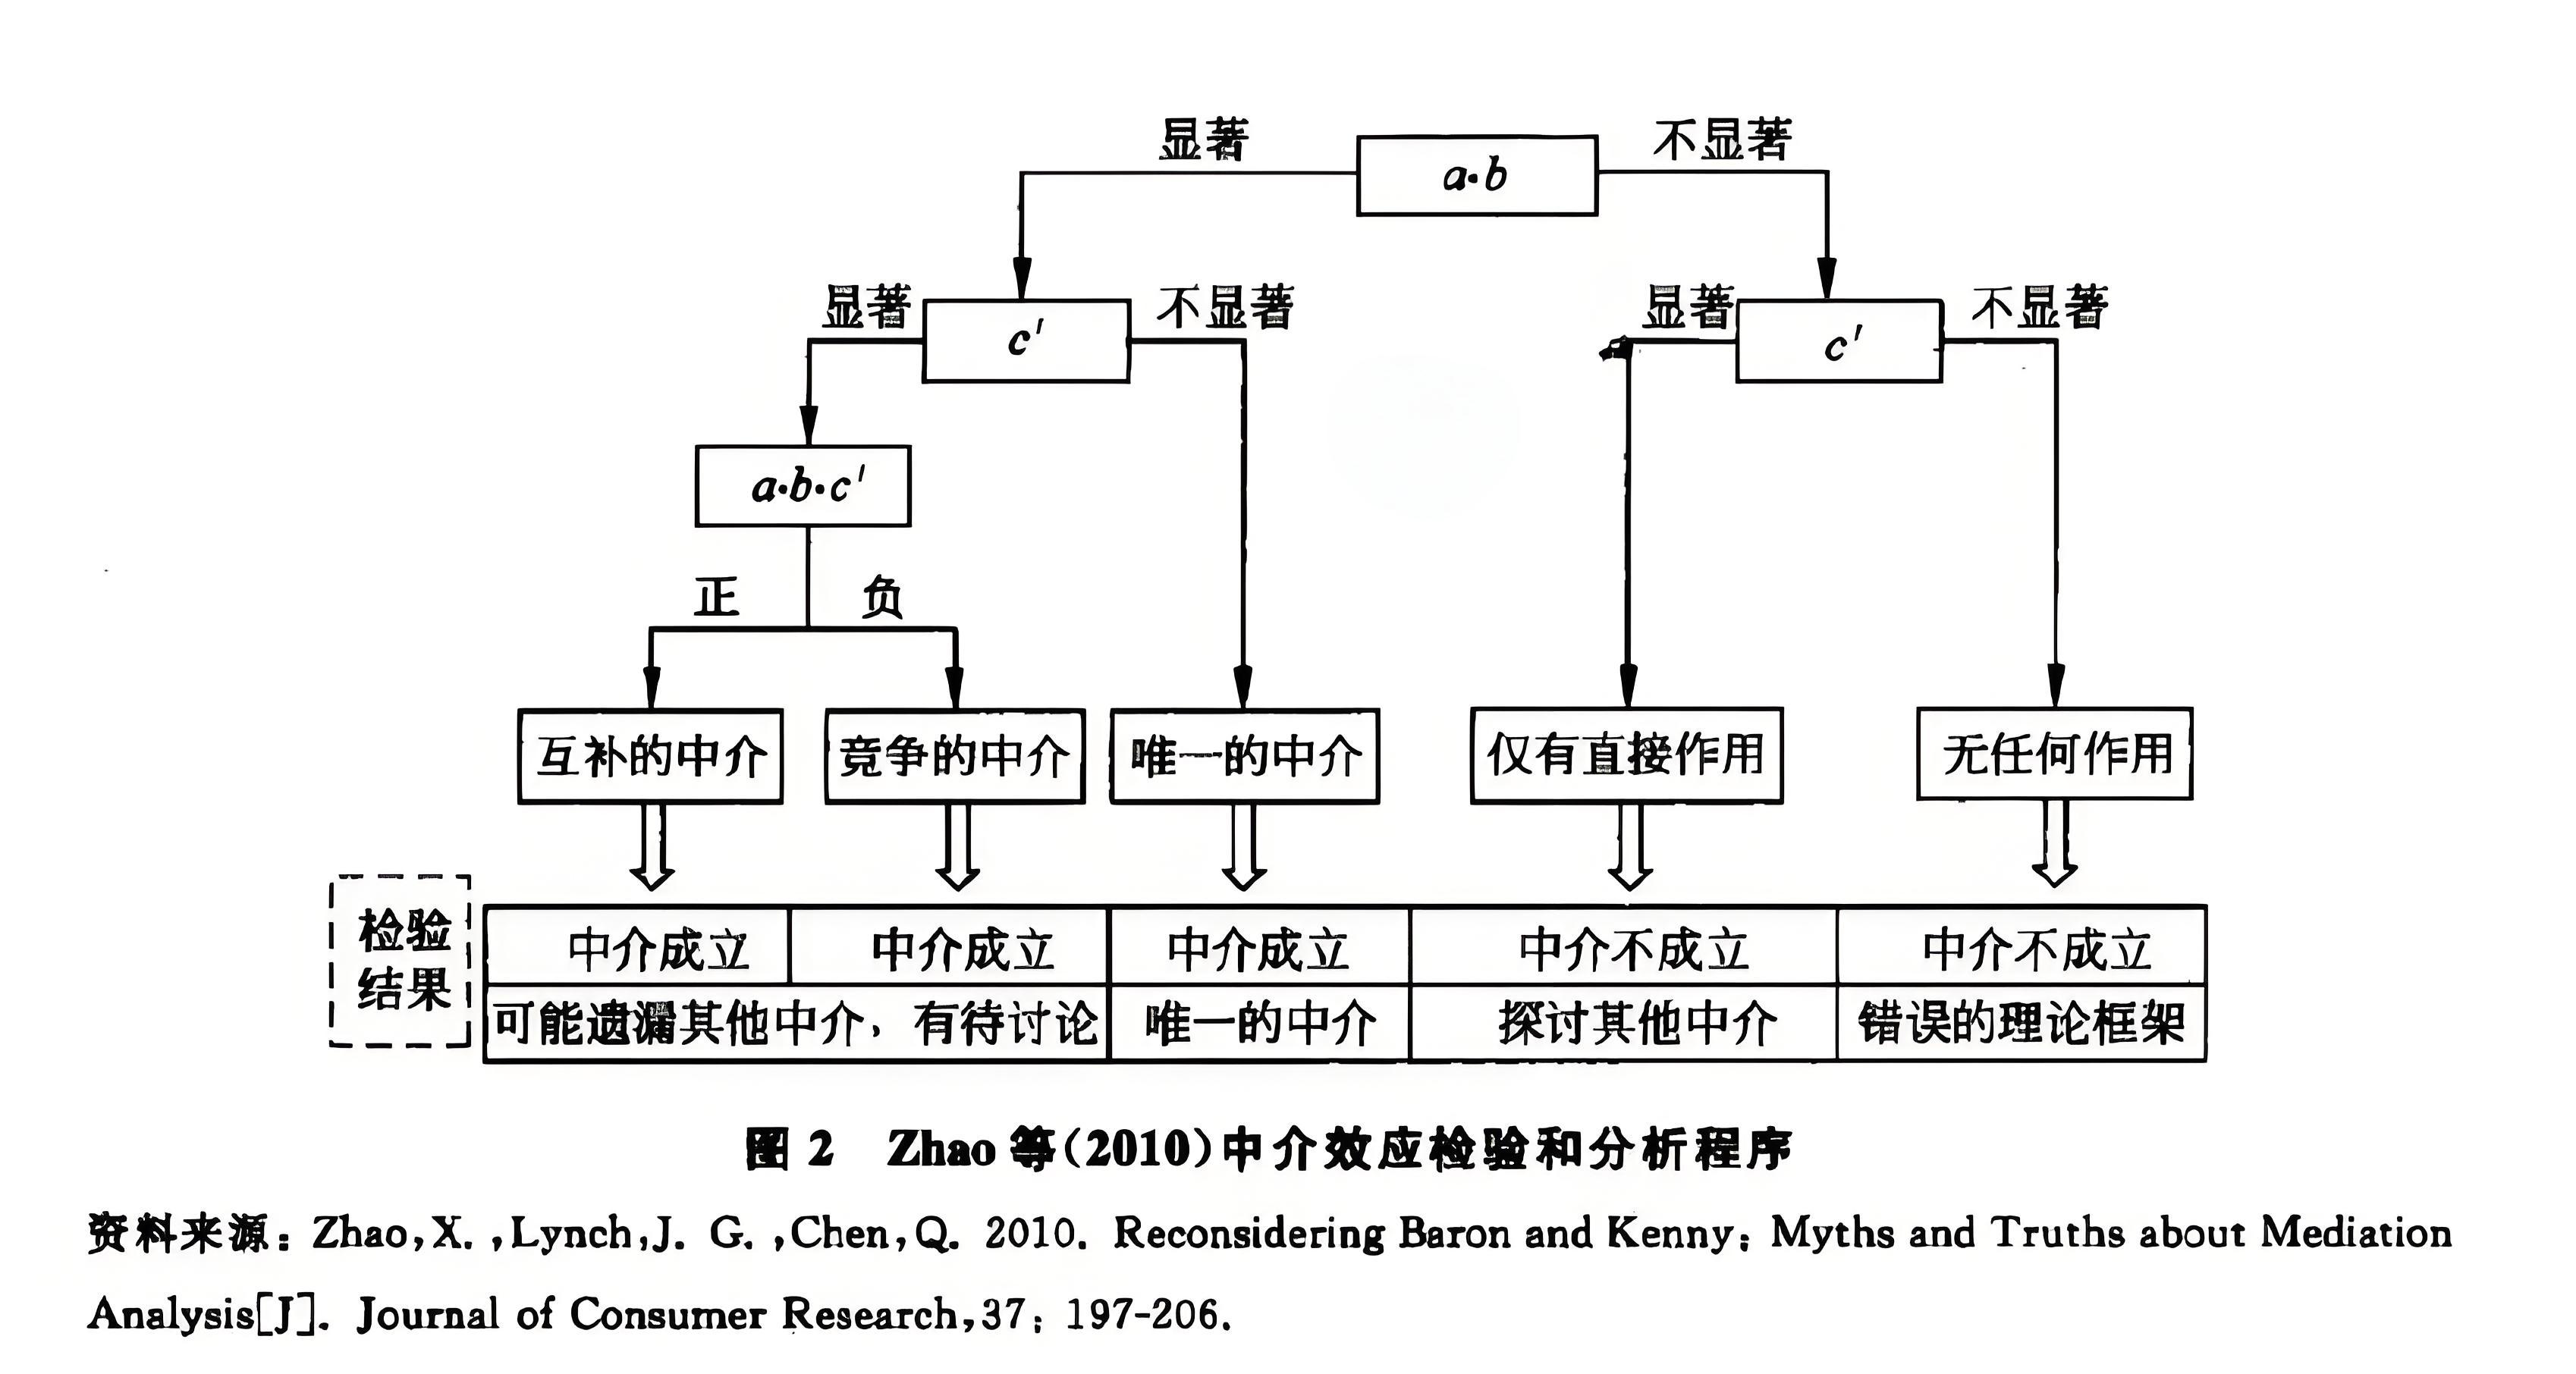 显著 a·b 不显著
显著 c′ 不显著 显著 c′ 不显著
a·b·c′
正 负
互补的中介 竞争的中介 唯一的中介 仅有直接作用 无任何作用
检验
结果
中介成立 中介成立 中介成立 中介不成立 中介不成立
可能遗漏其他中介，有待讨论 唯一的中介 探讨其他中介 错误的理论框架
图 2 Zhao 等(2010)中介效应检验和分析程序
资料来源: Zhao,X. ,Lynch,J. G. ,Chen,Q. 2010. Reconsidering Baron and Kenny: Myths and Truths about Mediation
Analysis[J]. Journal of Consumer Research,37: 197-206.